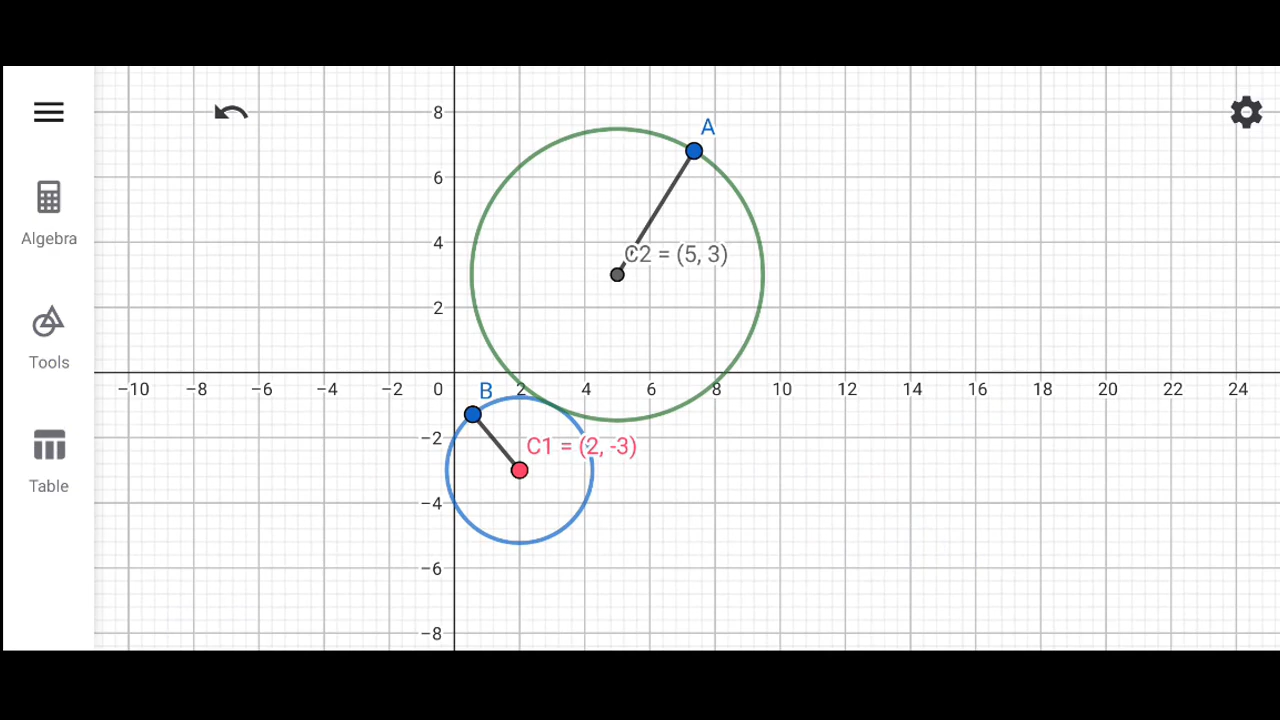 8
A
6
Algebra
4
C2 = (5, 3)
2
Tools
−10 −8 −6 −4 −2 0 2 4 6 8 10 12 14 16 18 20 22 24
B
−2
C1 = (2, -3)
Table
−4
−6
−8